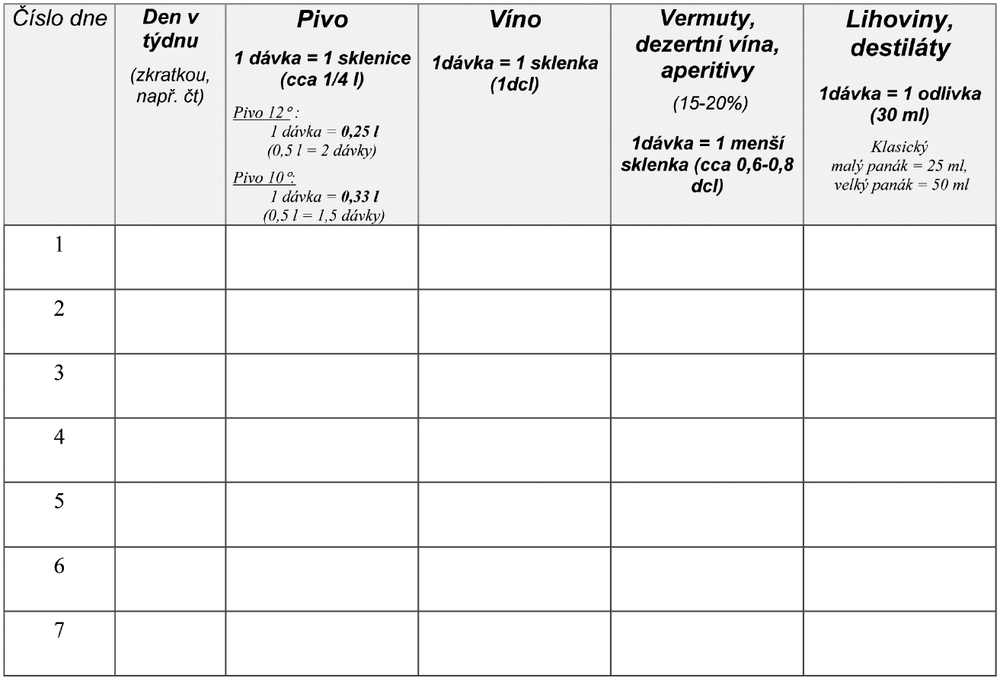 Číslo dne
Den v
týdnu
(zkratkou,
např. čt)
Pivo
1 dávka = 1 sklenice
(cca 1/4 l)
Pivo 12° :
1 dávka = 0,25 l
(0,5 l = 2 dávky)
Pivo 10°:
1 dávka = 0,33 l
(0,5 l = 1,5 dávky)
Víno
1dávka = 1 sklenka
(1dcl)
Vermuty,
dezertní vína,
aperitivy
(15-20%)
1dávka = 1 menší
sklenka (cca 0,6-0,8
dcl)
Lihoviny,
destiláty
1dávka = 1 odlivka
(30 ml)
Klasický
malý panák = 25 ml,
velký panák = 50 ml
1
2
3
4
5
6
7